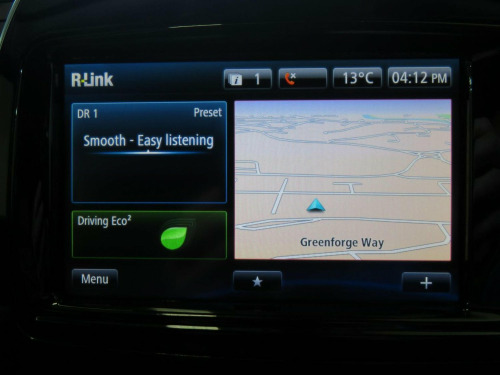 R-Link
1
13°C
04:12 PM
DR 1
Preset
Smooth - Easy listening
Driving Eco²
Greenforge Way
Menu
+